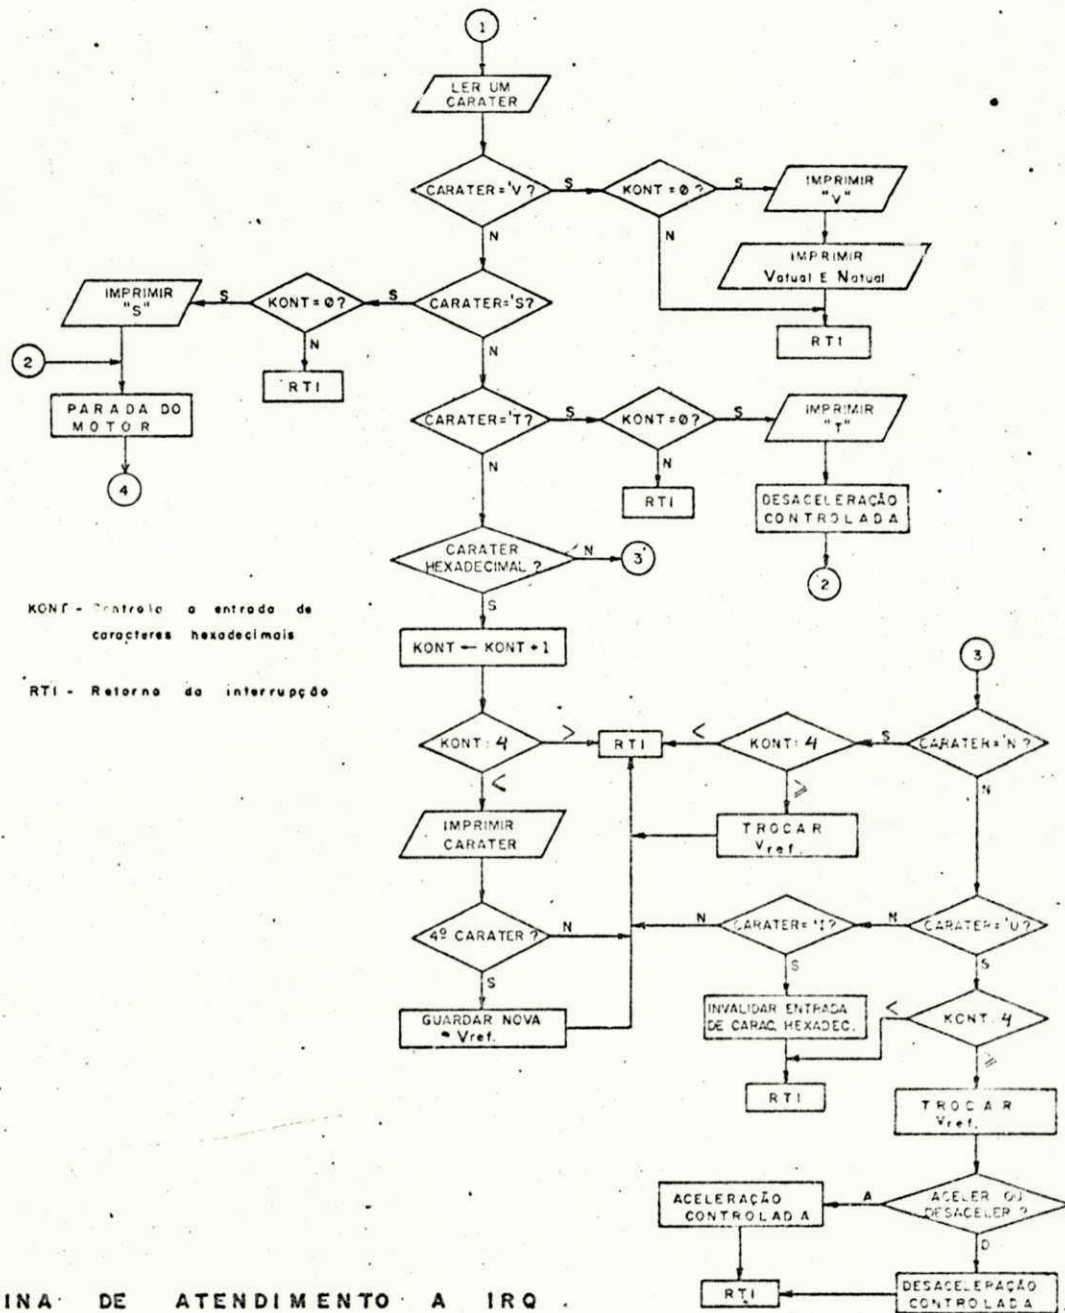 1
LER UM
CARATER
CARATER='V?
S
KONT=Ø?
S
IMPRIMIR
"V"
N
N
IMPRIMIR
Vatual E Natual
RTI
CARATER='S?
S
KONT=Ø?
S
IMPRIMIR
"S"
N
RTI
N
2
PARADA DO
MOTOR
4
CARATER='T?
S
KONT=Ø?
S
IMPRIMIR
"T"
N
RTI
N
DESACELERAÇÃO
CONTROLADA
2
CARATER
HEXADECIMAL?
N
3
S
KONT - a entrada de
caracteres hexadecimais
RTI - Retorno da interrupção
KONT ← KONT+1
3
KONT: 4
>
RTI
<
KONT: 4
S
CARATER='N?
<
≥
N
IMPRIMIR
CARATER
TROCAR
Vref.
4º CARATER?
N
N
CARATER='I?
N
CARATER='U?
S
S
S
GUARDAR NOVA
Vref.
INVALIDAR ENTRADA
DE CARAC. HEXADEC.
<
KONT: 4
≥
RTI
TROCAR
Vref.
ACELER OU
DESACELER?
A
ACELERAÇÃO
CONTROLADA
D
RTI
DESACELERAÇÃO
CONTROLADA
INA DE ATENDIMENTO A IRQ